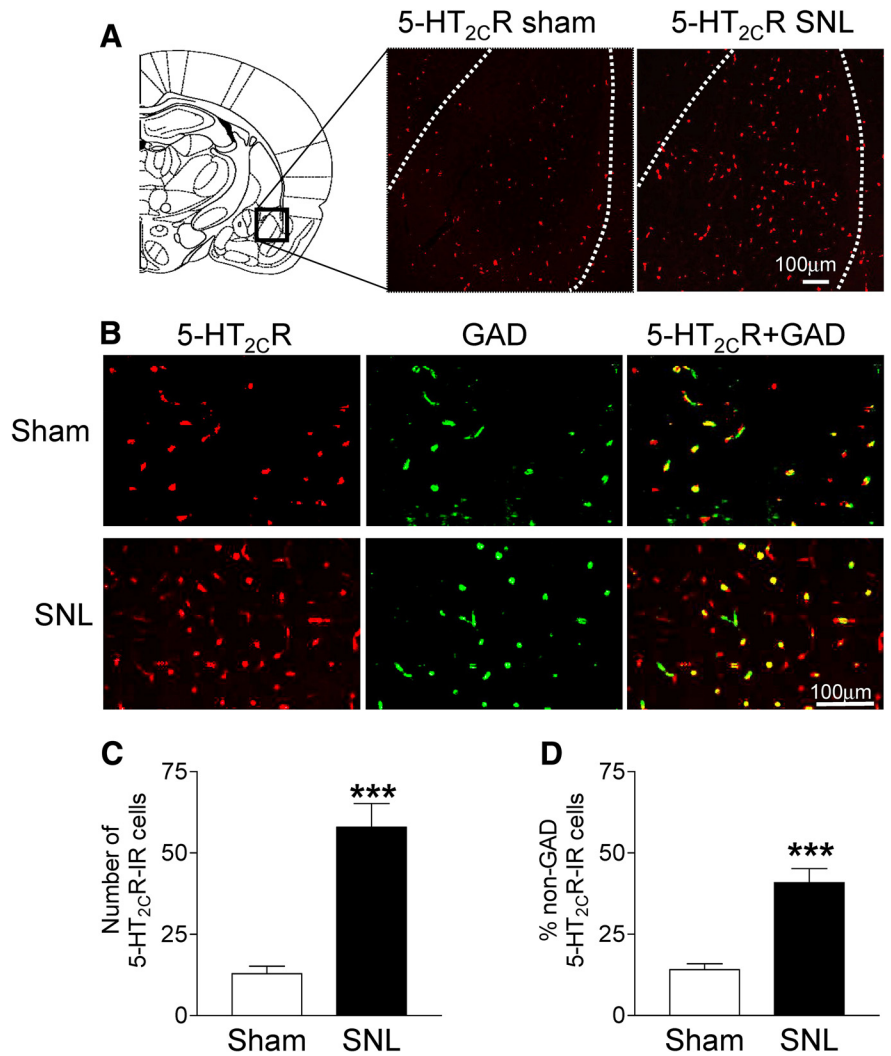 A
5-HT2CR sham
5-HT2CR SNL
100μm
B
5-HT2CR
GAD
5-HT2CR+GAD
Sham
SNL
100μm
C
Number of
5-HT2CR-IR cells
75
50
25
0
***
Sham
SNL
D
% non-GAD
5-HT2CR-IR cells
75
50
25
0
***
Sham
SNL